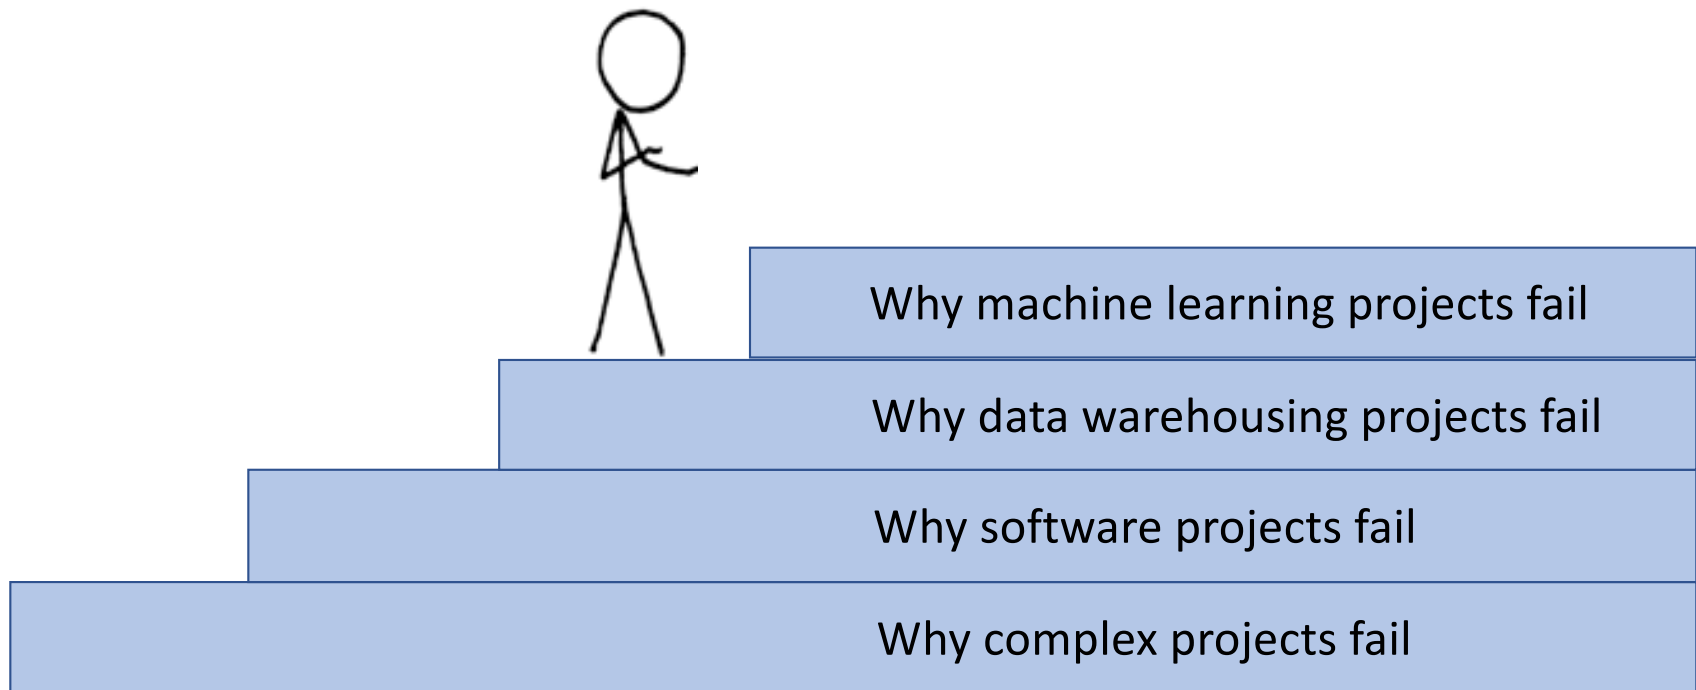 Why machine learning projects fail
Why data warehousing projects fail
Why software projects fail
Why complex projects fail